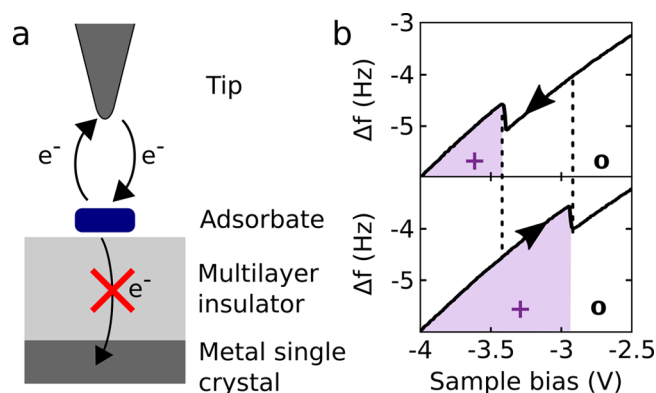 a
Tip
e-
e-
Adsorbate
Multilayer
insulator
e-
Metal single
crystal
b
Δf (Hz)
-3
-4
-5
+
o
Δf (Hz)
-4
-5
+
o
-4
-3.5
-3
-2.5
Sample bias (V)